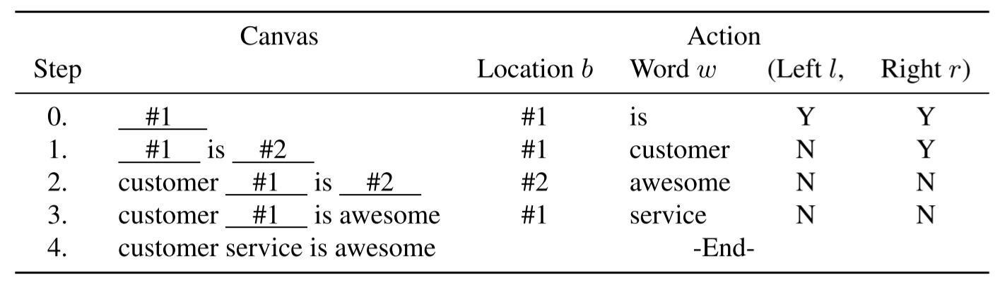 Canvas Action
Step Location b Word w (Left l, Right r)
0. #1 #1 is Y Y
1. #1 is #2 #1 customer N Y
2. customer #1 is #2 #2 awesome N N
3. customer #1 is awesome #1 service N N
4. customer service is awesome -End-